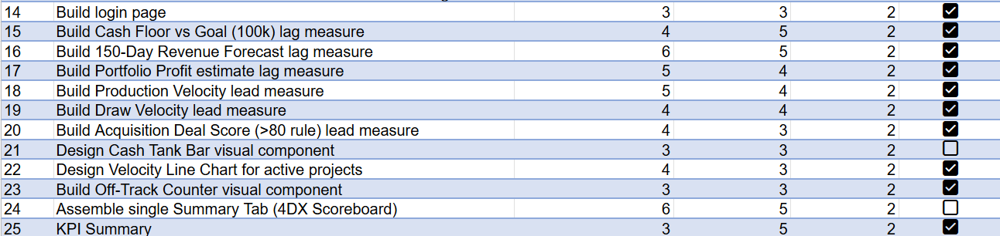 14 Build login page 3 3 2
15 Build Cash Floor vs Goal (100k) lag measure 4 5 2
16 Build 150-Day Revenue Forecast lag measure 6 5 2
17 Build Portfolio Profit estimate lag measure 5 4 2
18 Build Production Velocity lead measure 5 4 2
19 Build Draw Velocity lead measure 4 4 2
20 Build Acquisition Deal Score (>80 rule) lead measure 4 3 2
21 Design Cash Tank Bar visual component 3 3 2
22 Design Velocity Line Chart for active projects 4 3 2
23 Build Off-Track Counter visual component 3 3 2
24 Assemble single Summary Tab (4DX Scoreboard) 6 5 2
25 KPI Summary 3 5 2